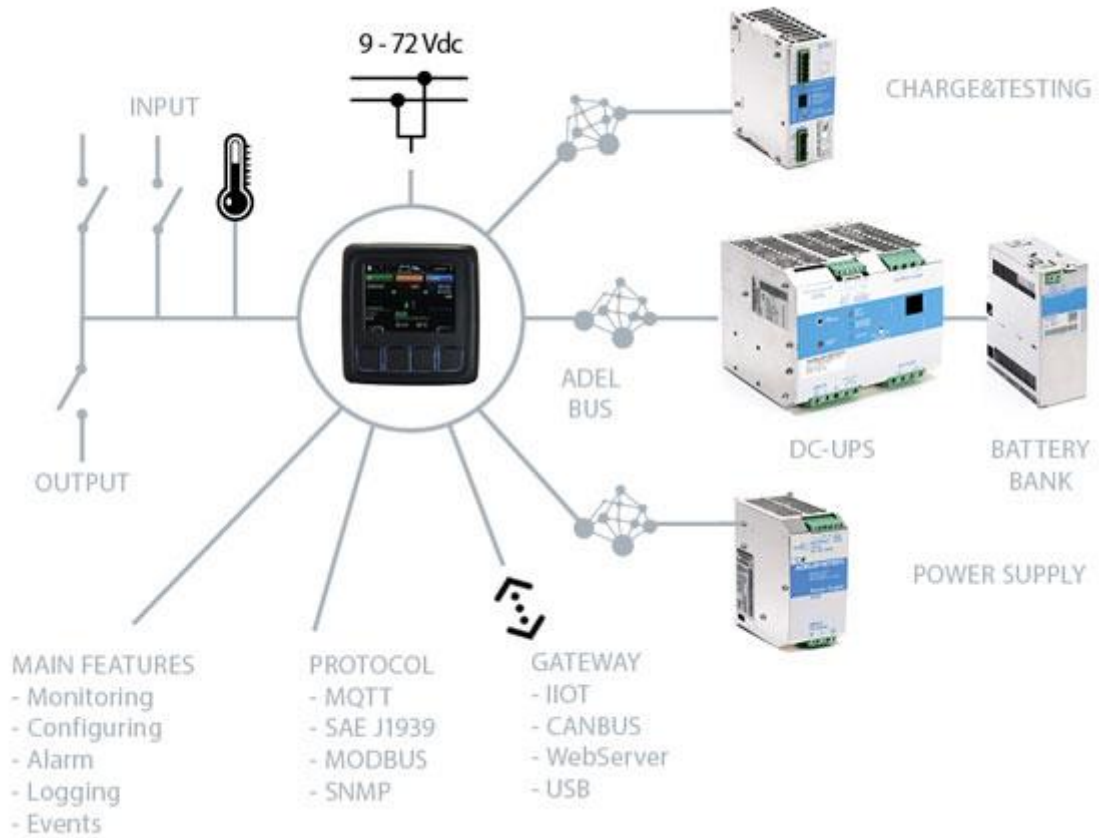 9 - 72 Vdc
INPUT
CHARGE&TESTING
ADEL
BUS
DC-UPS
BATTERY
BANK
OUTPUT
POWER SUPPLY
MAIN FEATURES
- Monitoring
- Configuring
- Alarm
- Logging
- Events
PROTOCOL
- MQTT
- SAE J1939
- MODBUS
- SNMP
GATEWAY
- IIOT
- CANBUS
- WebServer
- USB